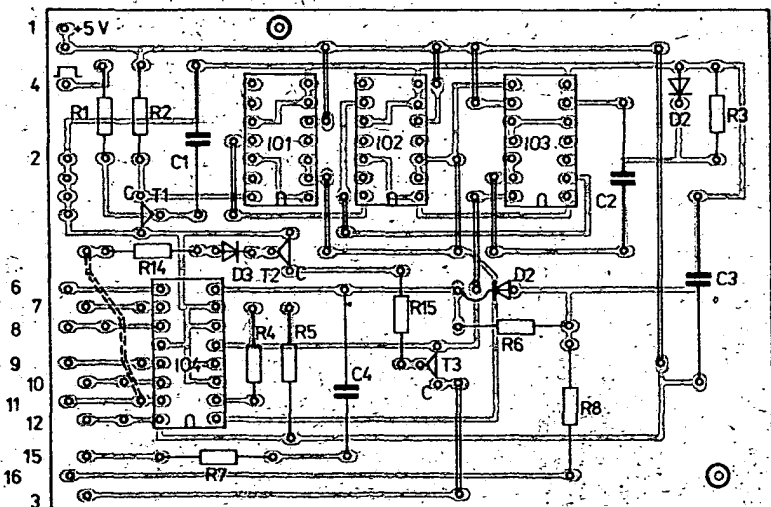 1 +5 V
4
R1 R2 C1 IO1 IO2 IO3 D2 R3
2
C T1 C2
R14 D3 T2 C D2 C3
6
7
8 R4 R5 R15 R6
9 IO4 T3
10 C4 C R8
11
12
15 R7
16
3